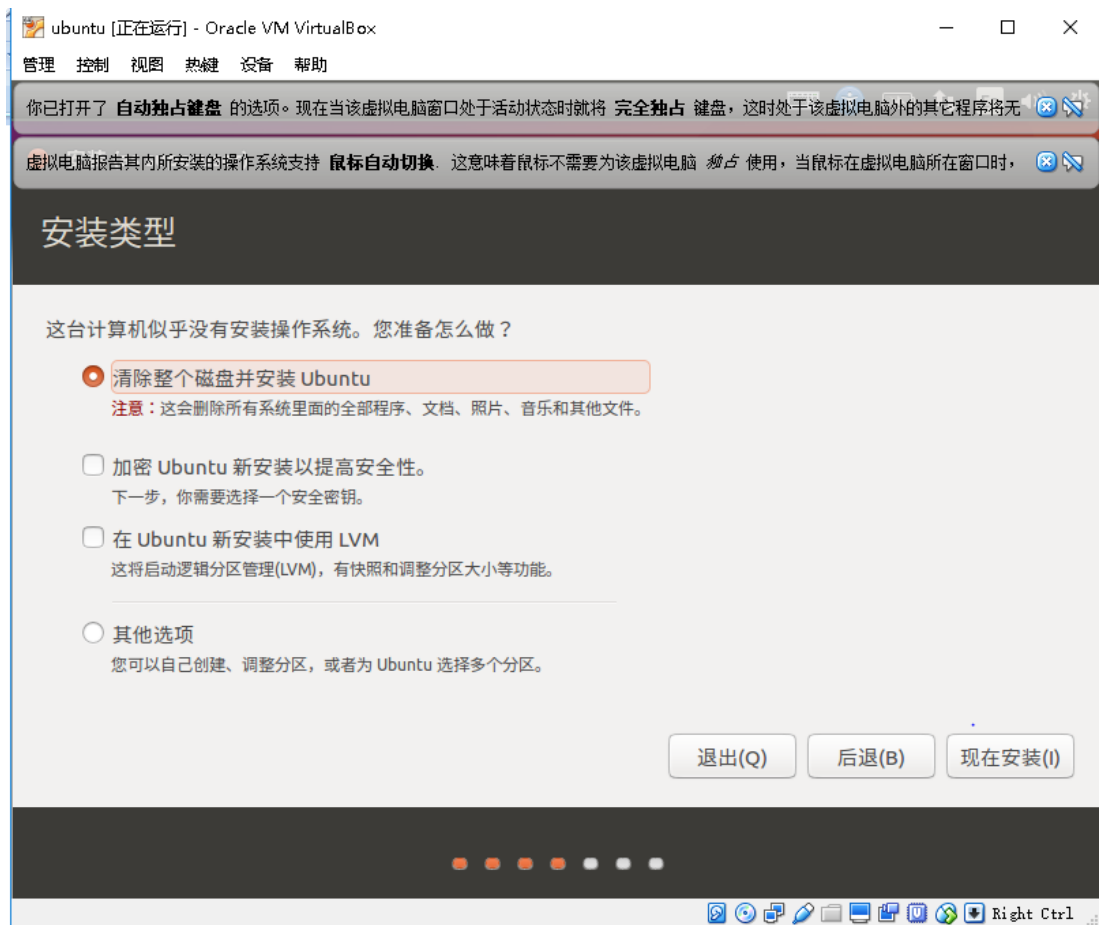 ubuntu [正在运行] - Oracle VM VirtualBox
管理 控制 视图 热键 设备 帮助
你已打开了 自动独占键盘 的选项。现在当该虚拟电脑窗口处于活动状态时就将 完全独占 键盘，这时处于该虚拟电脑外的其它程序将无
虚拟电脑报告其内所安装的操作系统支持 鼠标自动切换. 这意味着鼠标不需要为该虚拟电脑 独占 使用，当鼠标在虚拟电脑所在窗口时，
安装类型
这台计算机似乎没有安装操作系统。您准备怎么做？
清除整个磁盘并安装 Ubuntu
注意：这会删除所有系统里面的全部程序、文档、照片、音乐和其他文件。
加密 Ubuntu 新安装以提高安全性。
下一步，你需要选择一个安全密钥。
在 Ubuntu 新安装中使用 LVM
这将启动逻辑分区管理(LVM)，有快照和调整分区大小等功能。
其他选项
您可以自己创建、调整分区，或者为 Ubuntu 选择多个分区。
退出(Q) 后退(B) 现在安装(I)
Right Ctrl